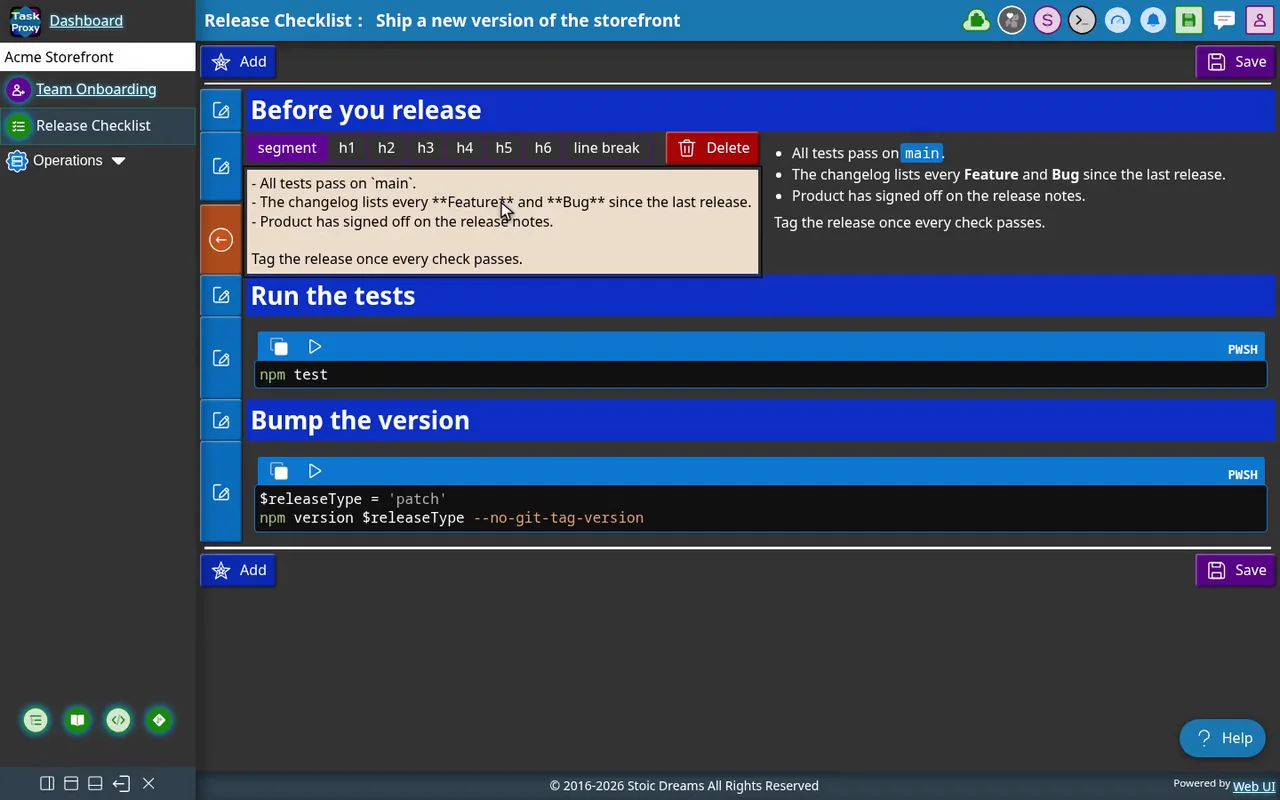 Task Proxy
Dashboard
Release Checklist : Ship a new version of the storefront
S
Acme Storefront
Team Onboarding
Release Checklist
Operations
Add
Save
Before you release
segment h1 h2 h3 h4 h5 h6 line break Delete
- All tests pass on `main`.
- The changelog lists every **Feature** and **Bug** since the last release.
- Product has signed off on the release notes.
Tag the release once every check passes.
• All tests pass on main.
• The changelog lists every Feature and Bug since the last release.
• Product has signed off on the release notes.
Tag the release once every check passes.
Run the tests
PWSH
npm test
Bump the version
PWSH
$releaseType = 'patch'
npm version $releaseType --no-git-tag-version
Add
Save
? Help
© 2016-2026 Stoic Dreams All Rights Reserved
Powered by Web UI